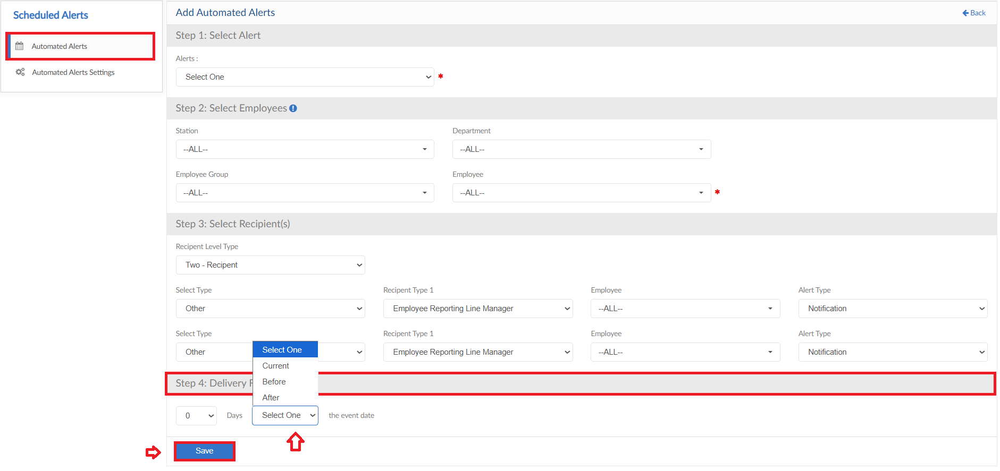 Scheduled Alerts
Automated Alerts
Automated Alerts Settings
Add Automated Alerts
Back
Step 1: Select Alert
Alerts :
Select One
*
Step 2: Select Employees
Station
Department
--ALL--
--ALL--
Employee Group
Employee
--ALL--
--ALL--
*
Step 3: Select Recipient(s)
Recipent Level Type
Two - Recipent
Select Type
Recipent Type 1
Employee
Alert Type
Other
Employee Reporting Line Manager
--ALL--
Notification
Select Type
Recipent Type 1
Employee
Alert Type
Other
Employee Reporting Line Manager
--ALL--
Notification
Select One
Current
Before
After
Step 4: Delivery
0
Days
Select One
the event date
Save